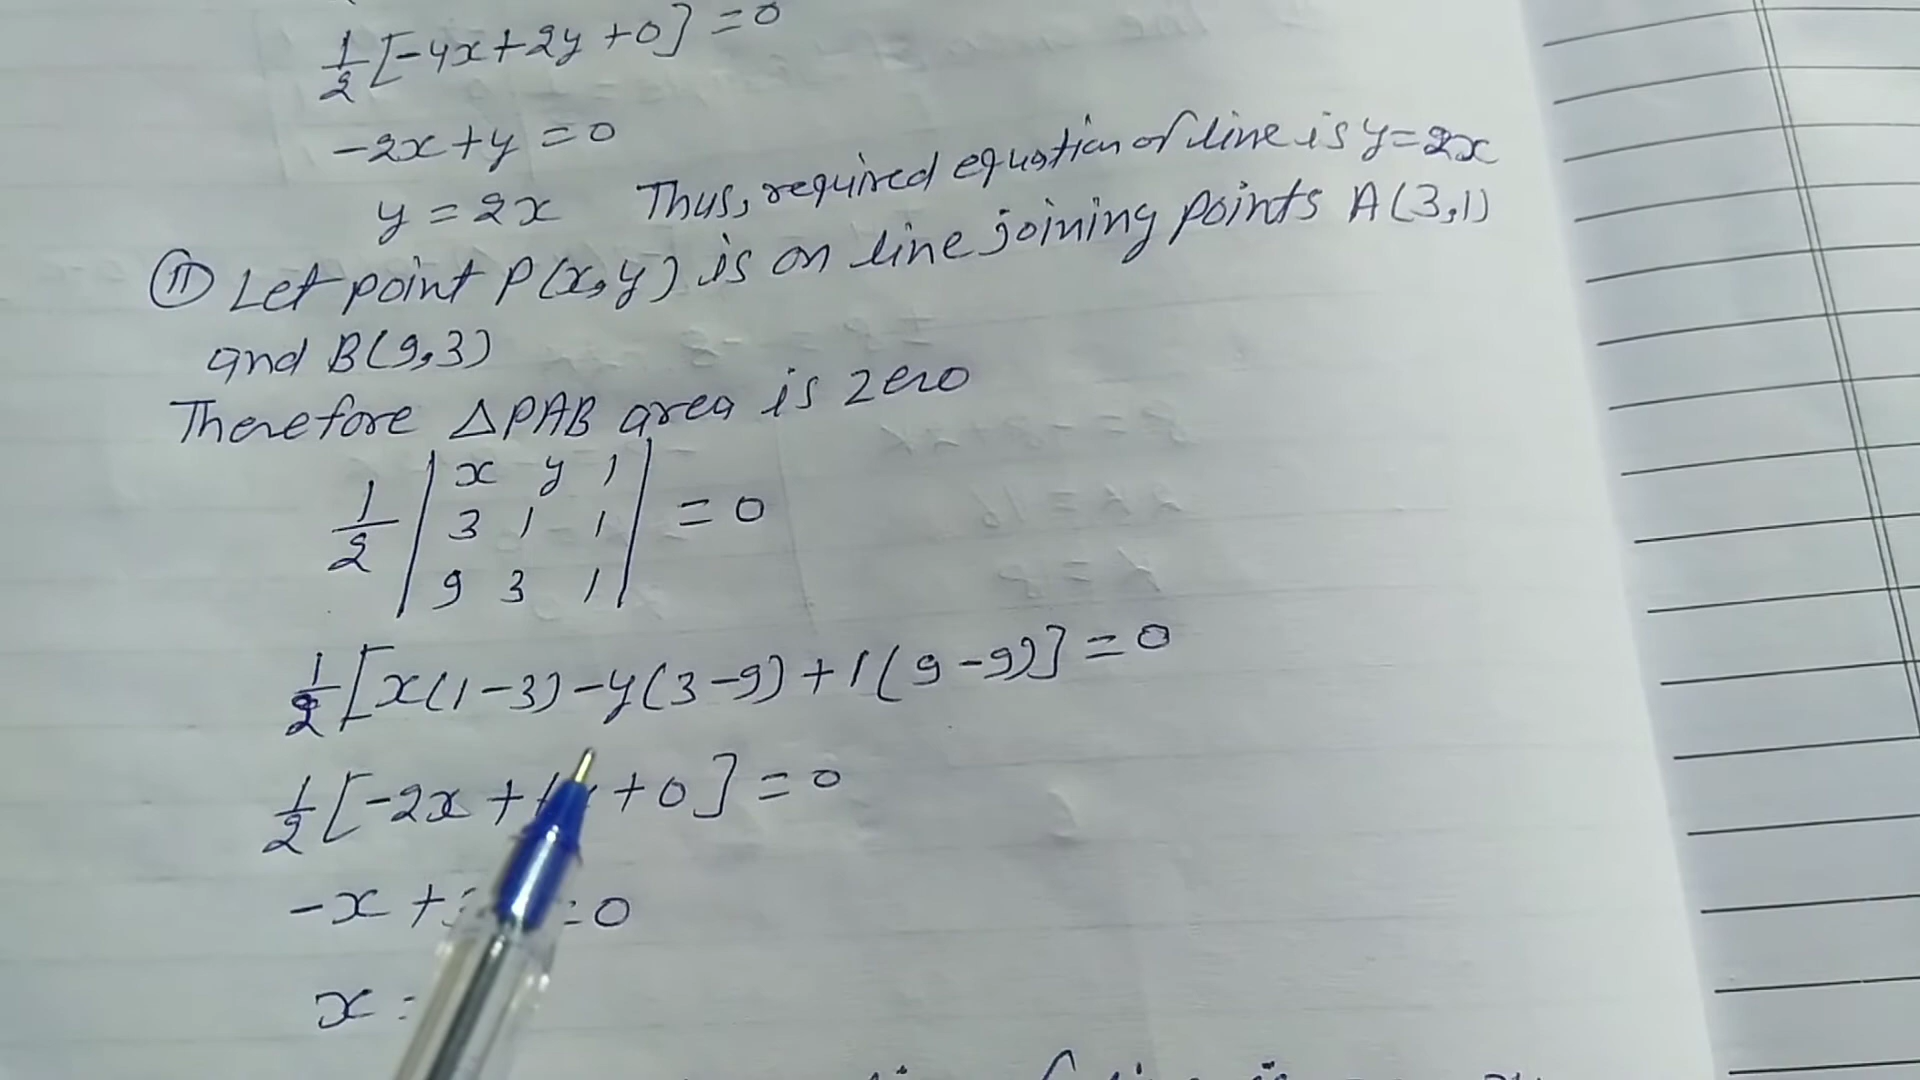 1/2 [-4x+2y+0] = 0
-2x+y = 0
y = 2x Thus, required equation of line is y=2x
(ii) Let point P(x,y) is on line joining points A(3,1)
and B(9,3)
Therefore ΔPAB area is zero
1/2 | x y 1 |
| 3 1 1 | = 0
| 9 3 1 |
1/2 [x(1-3)-y(3-9)+1(9-9)] = 0
1/2 [-2x + +0] = 0
-x + =0
x =